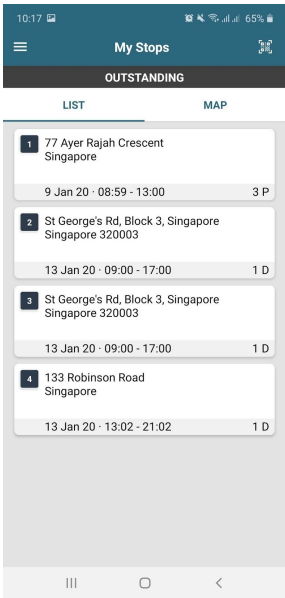 10:17 65%
My Stops
OUTSTANDING
LIST MAP
1 77 Ayer Rajah Crescent
Singapore
9 Jan 20 · 08:59 - 13:00 3 P
2 St George's Rd, Block 3, Singapore
Singapore 320003
13 Jan 20 · 09:00 - 17:00 1 D
3 St George's Rd, Block 3, Singapore
Singapore 320003
13 Jan 20 · 09:00 - 17:00 1 D
4 133 Robinson Road
Singapore
13 Jan 20 · 13:02 - 21:02 1 D